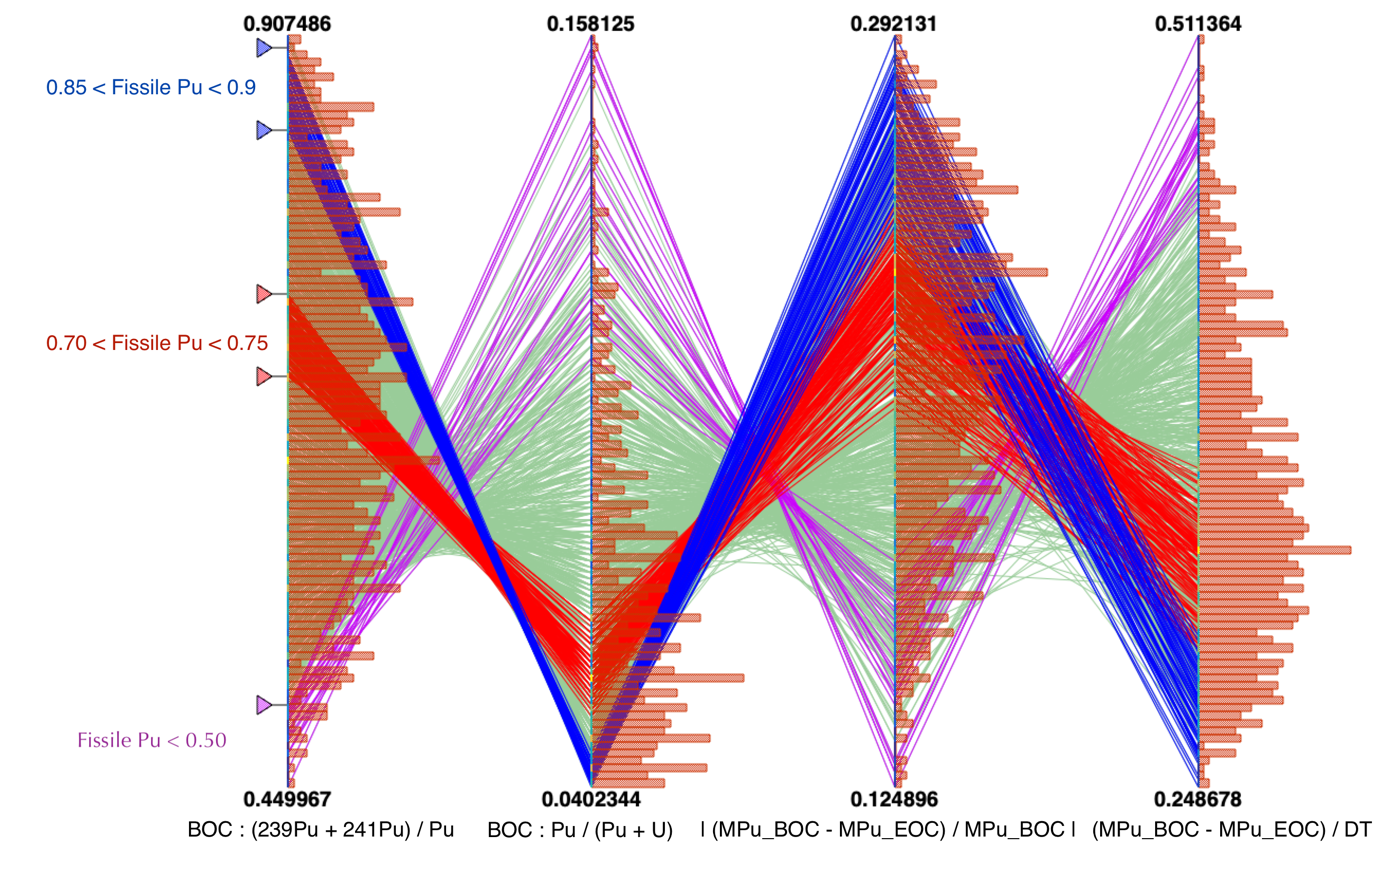 0.907486 0.158125 0.292131 0.511364
0.85 < Fissile Pu < 0.9
0.70 < Fissile Pu < 0.75
Fissile Pu < 0.50
0.449967 0.0402344 0.124896 0.248678
BOC : (239Pu + 241Pu) / Pu BOC : Pu / (Pu + U) | (MPu_BOC - MPu_EOC) / MPu_BOC | (MPu_BOC - MPu_EOC) / DT